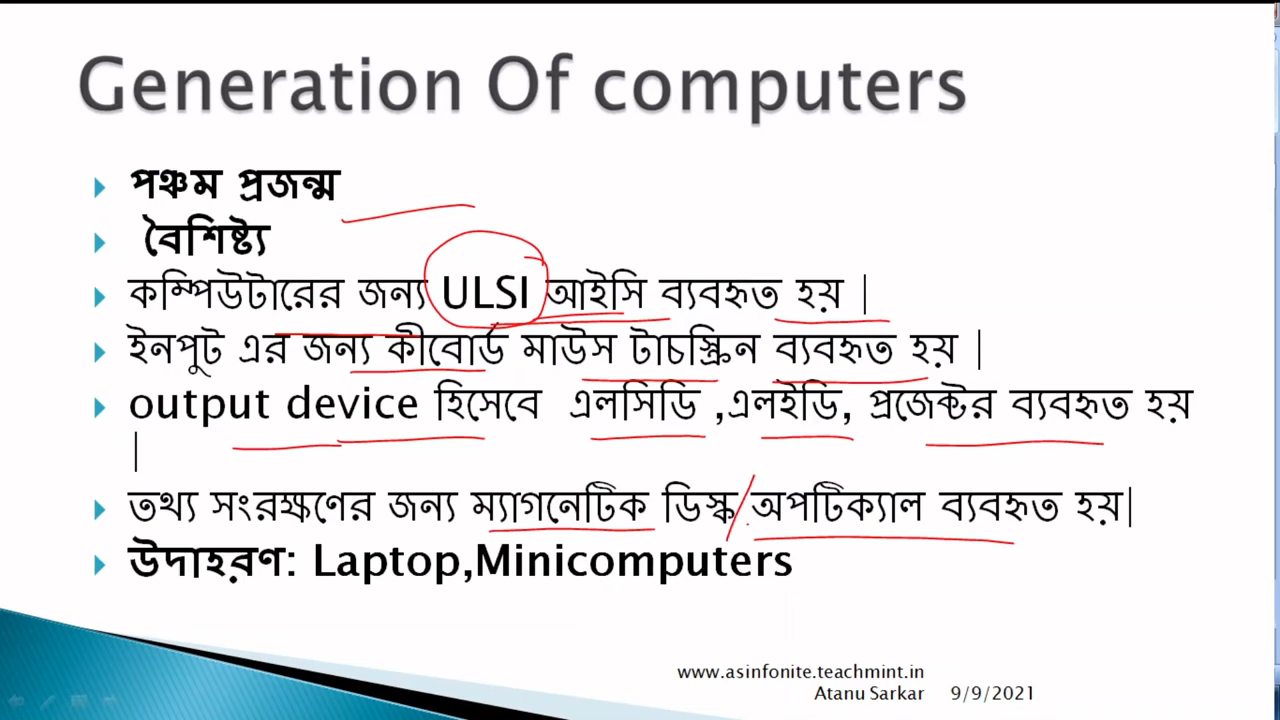 Generation Of computers
পঞ্চম প্রজন্ম
বৈশিষ্ট্য
কম্পিউটারের জন্য ULSI আইসি ব্যবহৃত হয় |
ইনপুট এর জন্য কীবোর্ড মাউস টাচস্ক্রিন ব্যবহৃত হয় |
output device হিসেবে এলসিডি ,এলইডি, প্রজেক্টর ব্যবহৃত হয়
|
তথ্য সংরক্ষণের জন্য ম্যাগনেটিক ডিস্ক/অপটিক্যাল ব্যবহৃত হয়|
উদাহরণ: Laptop,Minicomputers
www.asinfonite.teachmint.in
Atanu Sarkar 9/9/2021